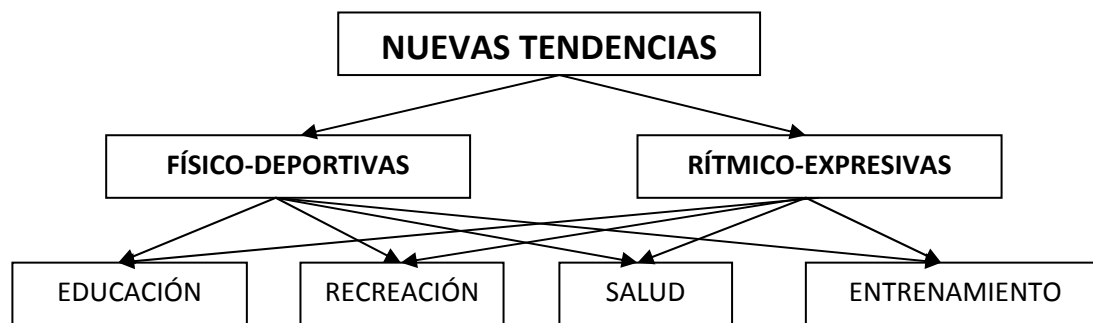 NUEVAS TENDENCIAS
FÍSICO-DEPORTIVAS
RÍTMICO-EXPRESIVAS
EDUCACIÓN
RECREACIÓN
SALUD
ENTRENAMIENTO